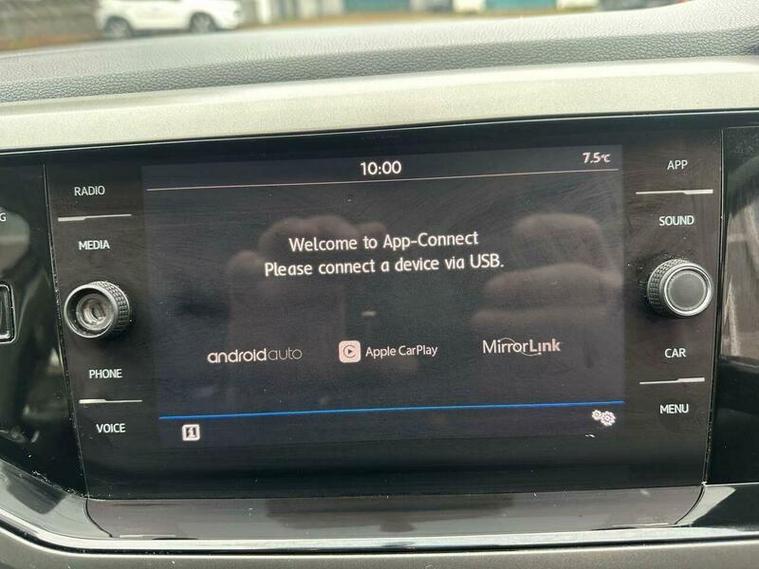 10:00
7.5°C
RADIO
MEDIA
PHONE
VOICE
Welcome to App-Connect
Please connect a device via USB.
androidauto
Apple CarPlay
MirrorLink
APP
SOUND
CAR
MENU
G